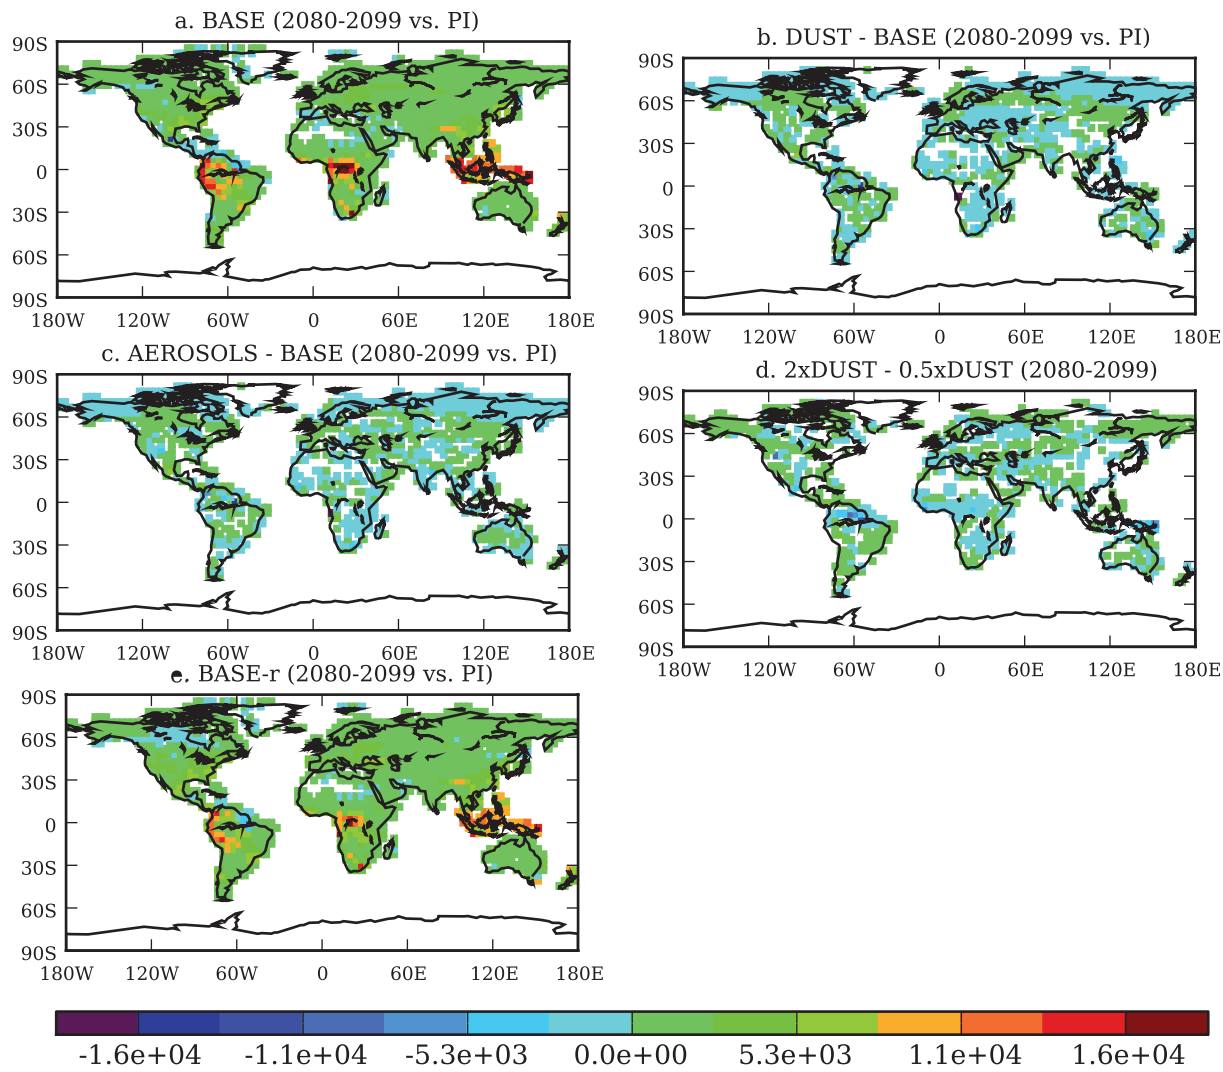 a. BASE (2080-2099 vs. PI)
90S
60S
30S
0
30S
60S
90S
180W 120W 60W 0 60E 120E 180E
b. DUST - BASE (2080-2099 vs. PI)
90S
60S
30S
0
30S
60S
90S
180W 120W 60W 0 60E 120E 180E
c. AEROSOLS - BASE (2080-2099 vs. PI)
90S
60S
30S
0
30S
60S
90S
180W 120W 60W 0 60E 120E 180E
d. 2xDUST - 0.5xDUST (2080-2099)
90S
60S
30S
0
30S
60S
90S
180W 120W 60W 0 60E 120E 180E
e. BASE-r (2080-2099 vs. PI)
90S
60S
30S
0
30S
60S
90S
180W 120W 60W 0 60E 120E 180E
-1.6e+04 -1.1e+04 -5.3e+03 0.0e+00 5.3e+03 1.1e+04 1.6e+04